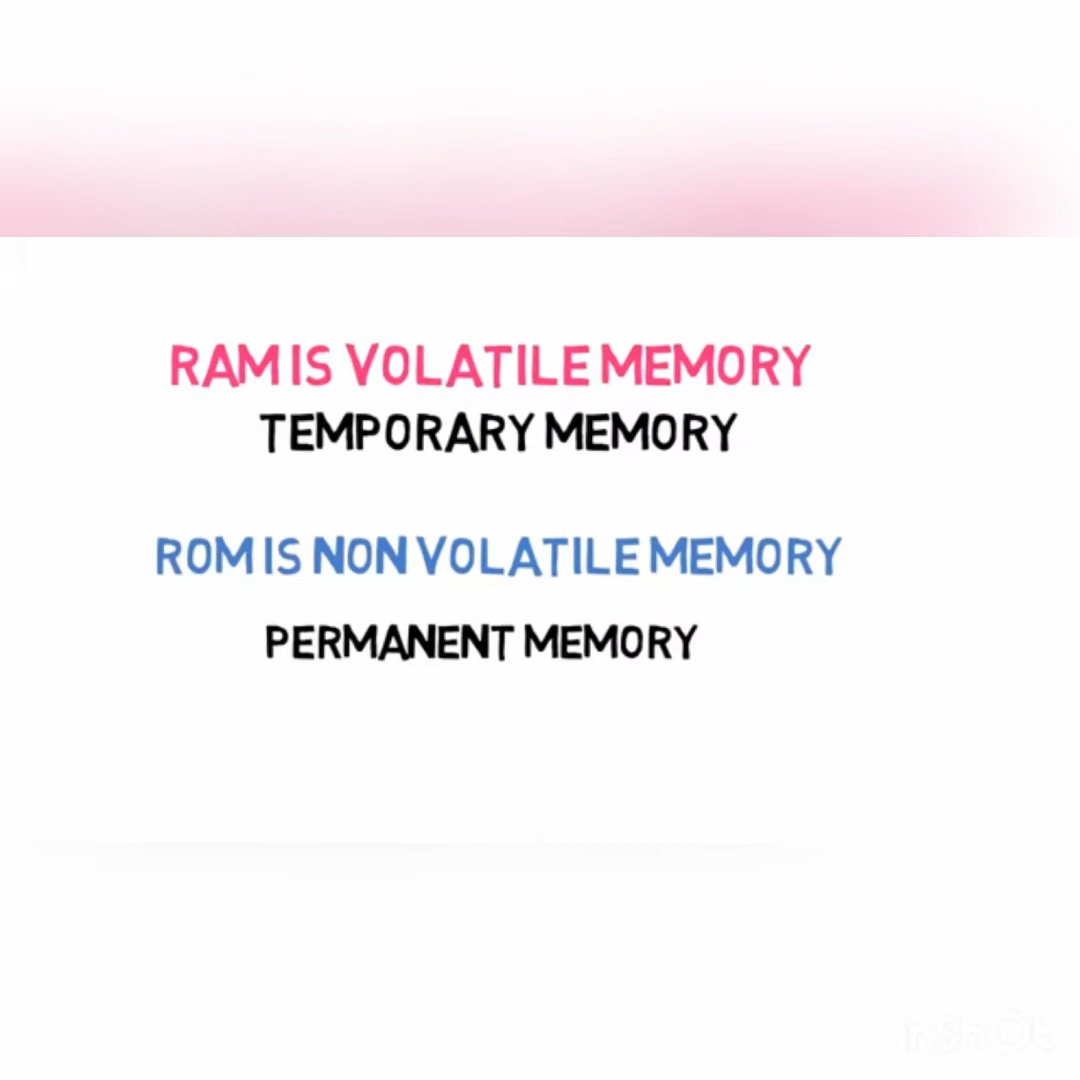 RAM IS VOLATILE MEMORY
TEMPORARY MEMORY
ROM IS NON VOLATILE MEMORY
PERMANENT MEMORY